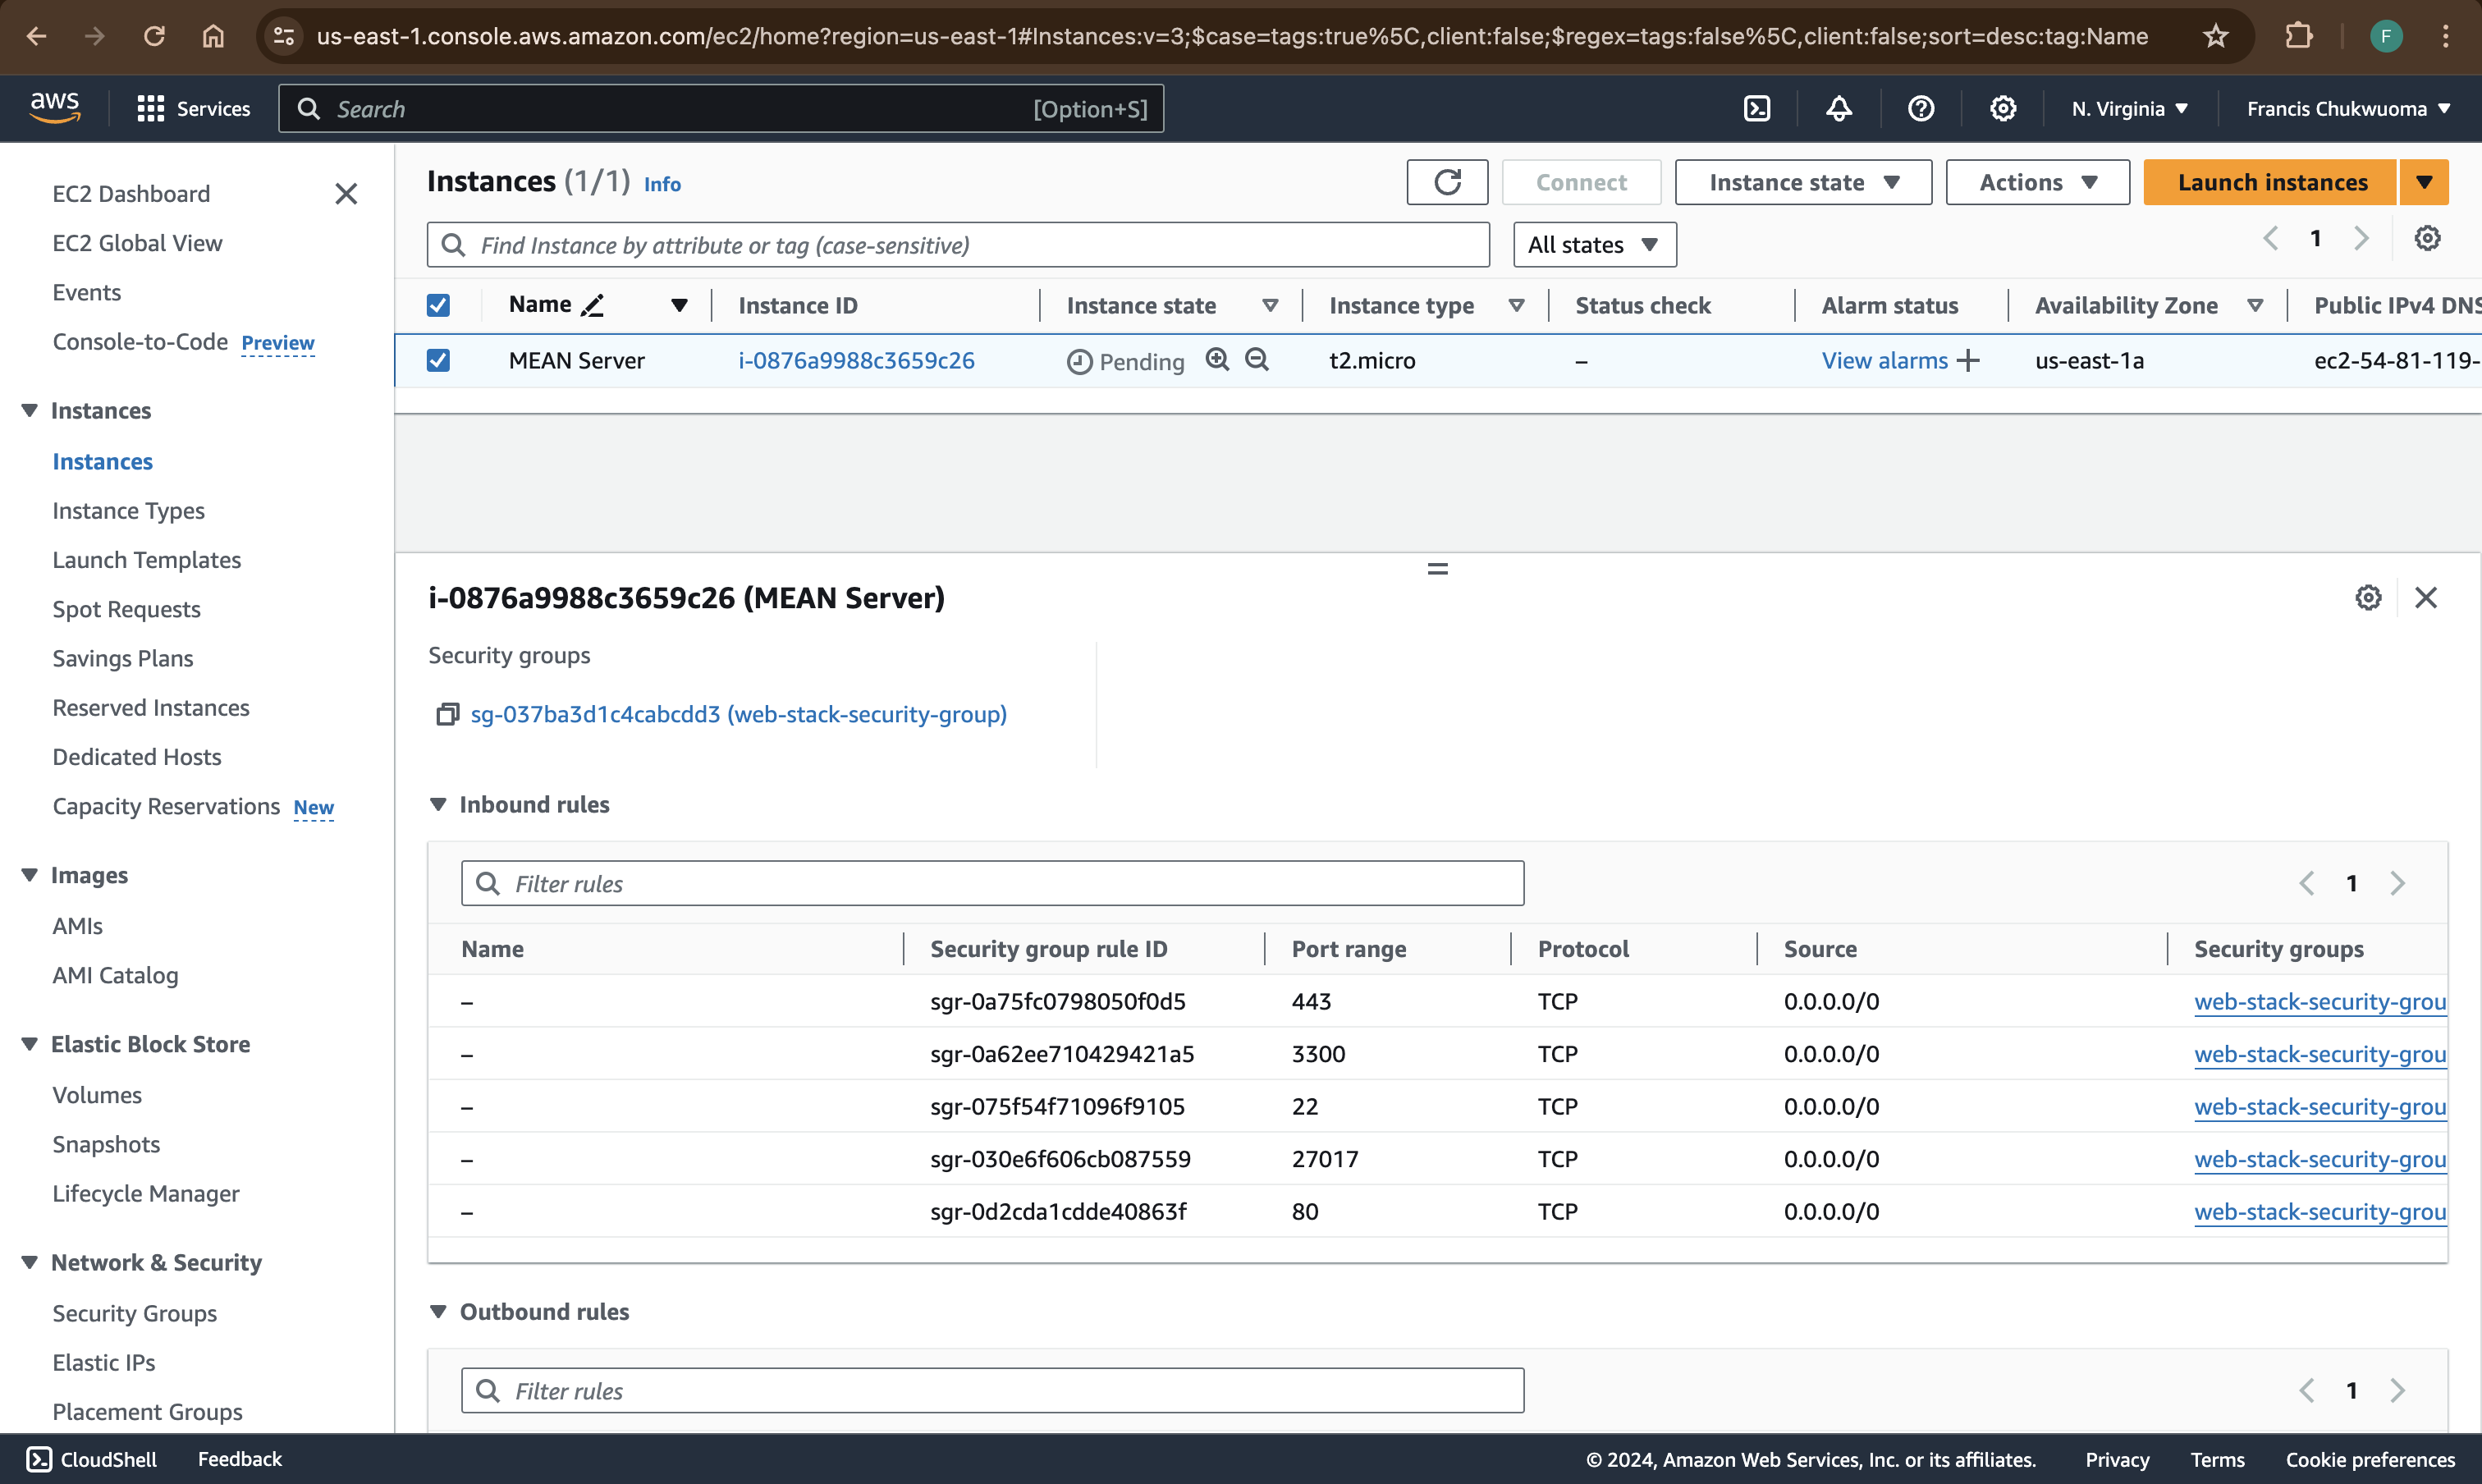 us-east-1.console.aws.amazon.com/ec2/home?region=us-east-1#Instances:v=3;$case=tags:true%5C,client:false;$regex=tags:false%5C,client:false;sort=desc:tag:Name
F
aws
Services
Search
[Option+S]
N. Virginia
Francis Chukwuoma
EC2 Dashboard
EC2 Global View
Events
Console-to-Code Preview
Instances
Instances
Instance Types
Launch Templates
Spot Requests
Savings Plans
Reserved Instances
Dedicated Hosts
Capacity Reservations New
Images
AMIs
AMI Catalog
Elastic Block Store
Volumes
Snapshots
Lifecycle Manager
Network & Security
Security Groups
Elastic IPs
Placement Groups
Instances (1/1) Info
Connect
Instance state
Actions
Launch instances
Find Instance by attribute or tag (case-sensitive)
All states
1
Name Instance ID Instance state Instance type Status check Alarm status Availability Zone Public IPv4 DNS
MEAN Server i-0876a9988c3659c26 Pending t2.micro – View alarms us-east-1a ec2-54-81-119-
i-0876a9988c3659c26 (MEAN Server)
Security groups
sg-037ba3d1c4cabcdd3 (web-stack-security-group)
Inbound rules
Filter rules
1
Name Security group rule ID Port range Protocol Source Security groups
– sgr-0a75fc0798050f0d5 443 TCP 0.0.0.0/0 web-stack-security-grou
– sgr-0a62ee710429421a5 3300 TCP 0.0.0.0/0 web-stack-security-grou
– sgr-075f54f71096f9105 22 TCP 0.0.0.0/0 web-stack-security-grou
– sgr-030e6f606cb087559 27017 TCP 0.0.0.0/0 web-stack-security-grou
– sgr-0d2cda1cdde40863f 80 TCP 0.0.0.0/0 web-stack-security-grou
Outbound rules
Filter rules
1
CloudShell
Feedback
© 2024, Amazon Web Services, Inc. or its affiliates.
Privacy
Terms
Cookie preferences